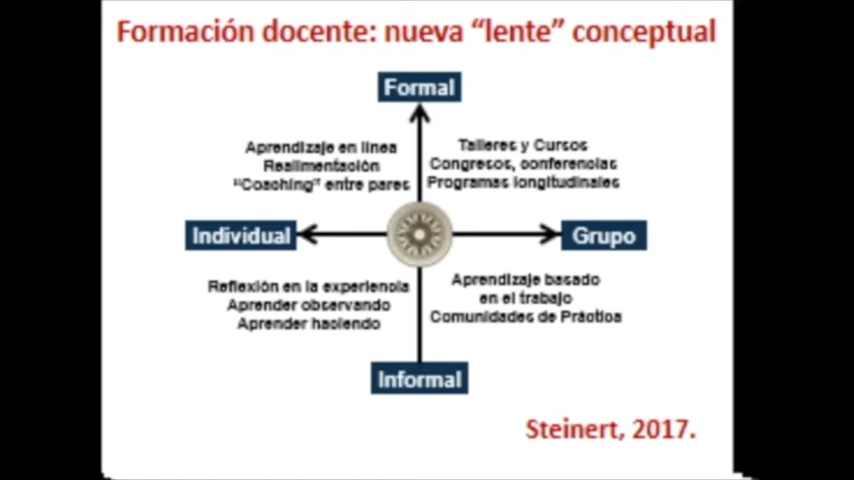 Formación docente: nueva “lente” conceptual
Formal
Aprendizaje en línea
Realimentación
"Coaching" entre pares
Talleres y Cursos
Congresos, conferencias
Programas longitudinales
Individual
Grupo
Reflexión en la experiencia
Aprender observando
Aprender haciendo
Aprendizaje basado
en el trabajo
Comunidades de Práctica
Informal
Steinert, 2017.